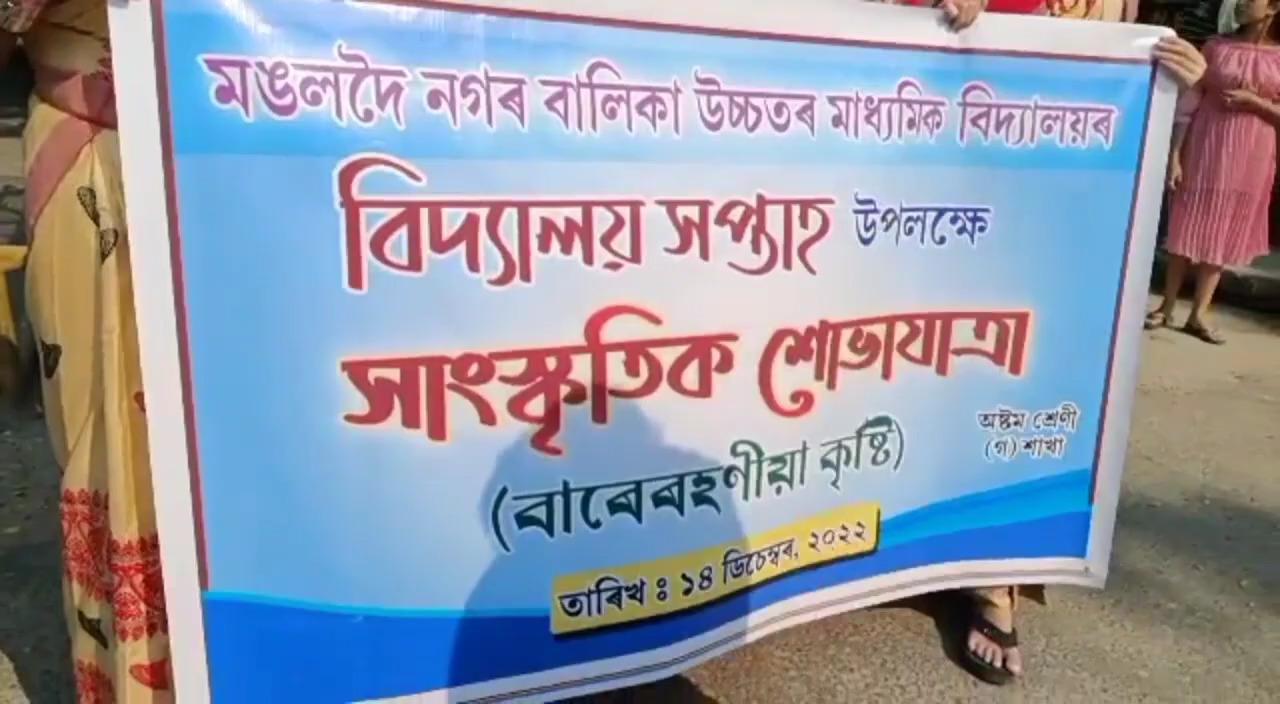 মঙলদৈ নগৰ বালিকা উচ্চতৰ মাধ্যমিক বিদ্যালয়ৰ
বিদ্যালয় সপ্তাহ উপলক্ষে
সাংস্কৃতিক শোভাযাত্ৰা
(বাৰেৰহণীয়া কৃষ্টি)
অষ্টম শ্ৰেণী
(গ) শাখা
তাৰিখ ঃ ১৪ ডিচেম্বৰ, ২০২২